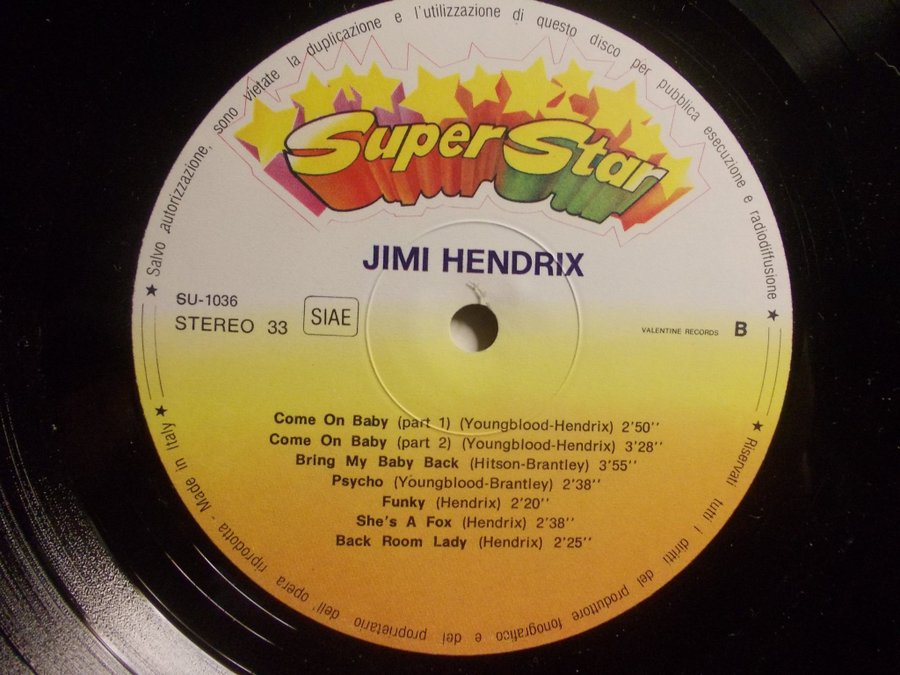 ★ Salvo autorizzazione, sono vietate la duplicazione e l'utilizzazione di questo disco per pubblica esecuzione e radiodiffusione ★
Super Star
JIMI HENDRIX
SU-1036
STEREO 33
SIAE
VALENTINE RECORDS
B
Come On Baby (part 1) (Youngblood-Hendrix) 2'50''
Come On Baby (part 2) (Youngblood-Hendrix) 3'28''
Bring My Baby Back (Hitson-Brantley) 3'55''
Psycho (Youngblood-Brantley) 2'38''
Funky (Hendrix) 2'20''
She's A Fox (Hendrix) 2'38''
Back Room Lady (Hendrix) 2'25''
★ Riservati tutti i diritti del produttore fonografico e del proprietario dell'opera riprodotta - Made in Italy ★